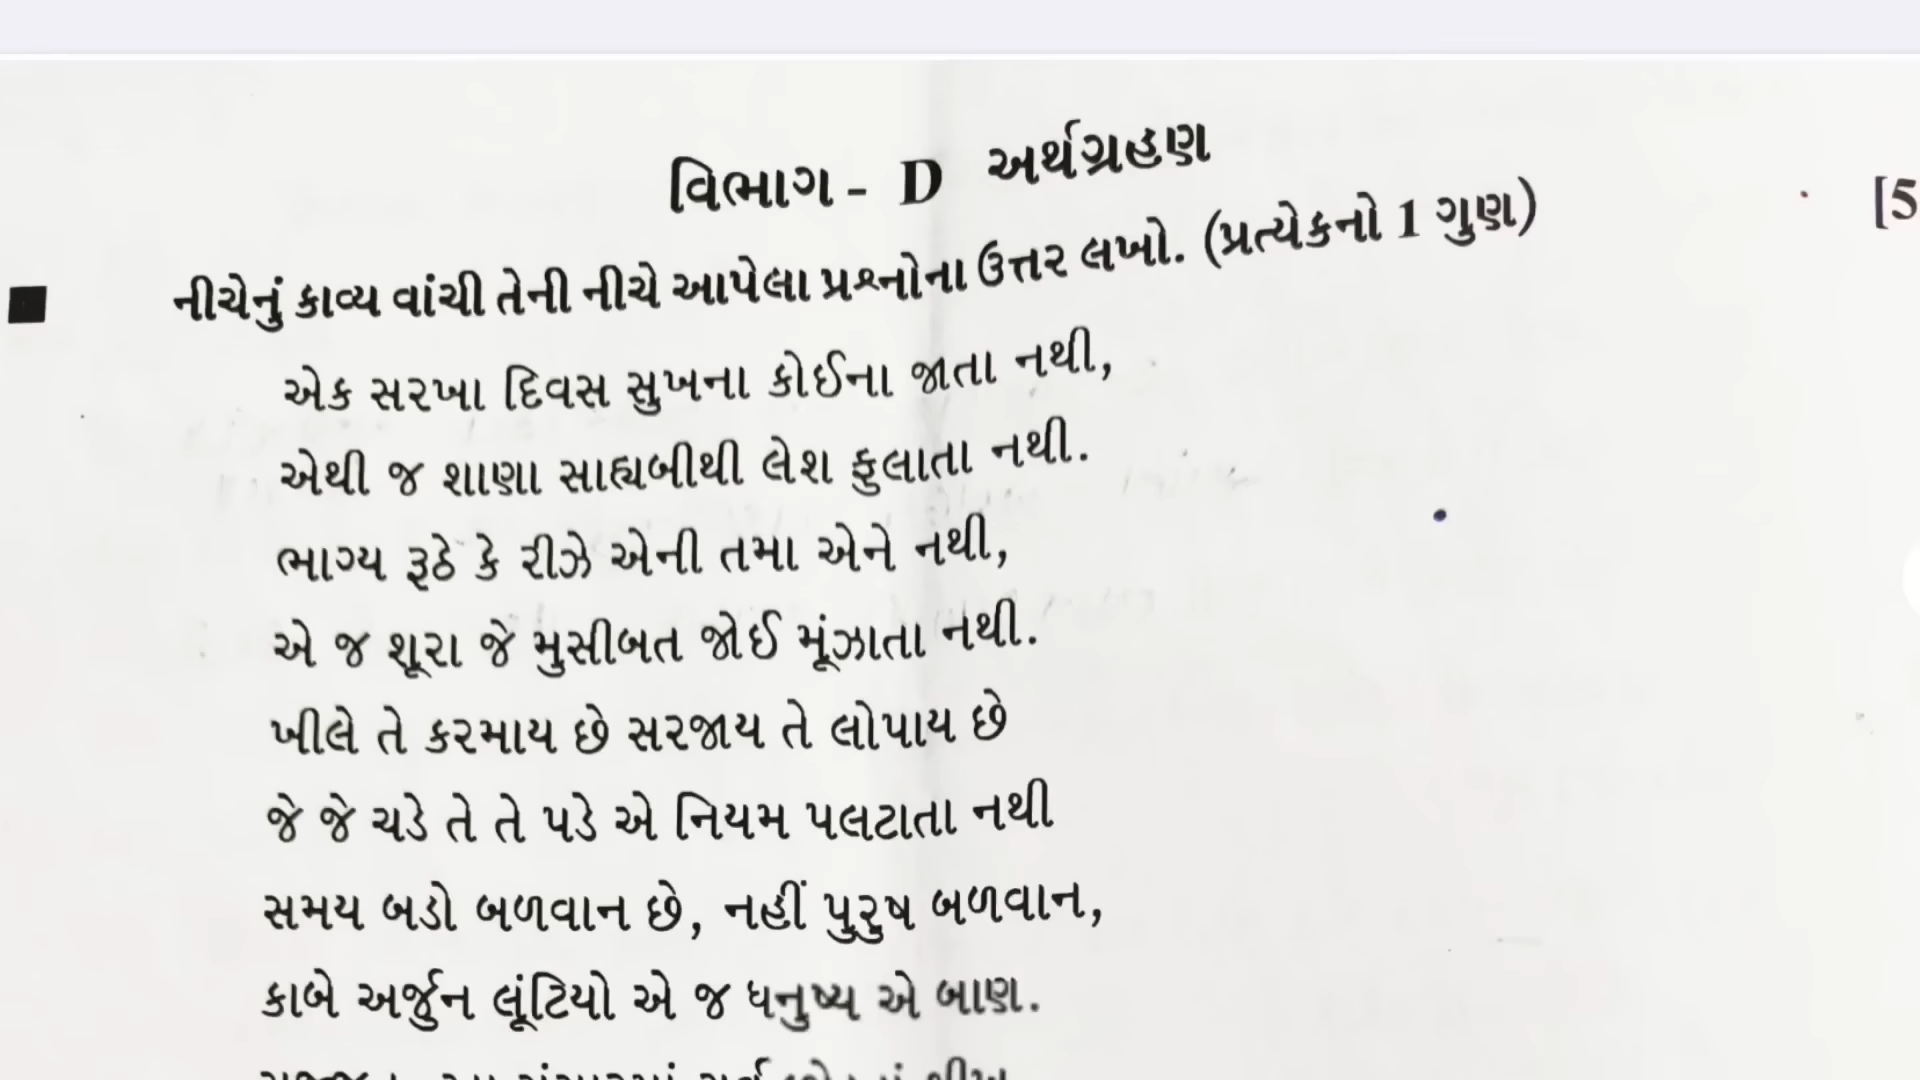 વિભાગ - D અર્થગ્રહણ
[5
■ નીચેનું કાવ્ય વાંચી તેની નીચે આપેલા પ્રશ્નોના ઉત્તર લખો. (પ્રત્યેકનો 1 ગુણ)
એક સરખા દિવસ સુખના કોઈના જાતા નથી,
એથી જ શાણા સાહ્યબીથી લેશ ફુલાતા નથી.
ભાગ્ય રૂઠે કે રીઝે એની તમા એને નથી,
એ જ શૂરા જે મુસીબત જોઈ મૂંઝાતા નથી.
ખીલે તે કરમાય છે સરજાય તે લોપાય છે
જે જે ચડે તે તે પડે એ નિયમ પલટાતા નથી
સમય બડો બળવાન છે, નહીં પુરુષ બળવાન,
કાબે અર્જુન લૂંટિયો એ જ ધનુષ્ય એ બાણ.